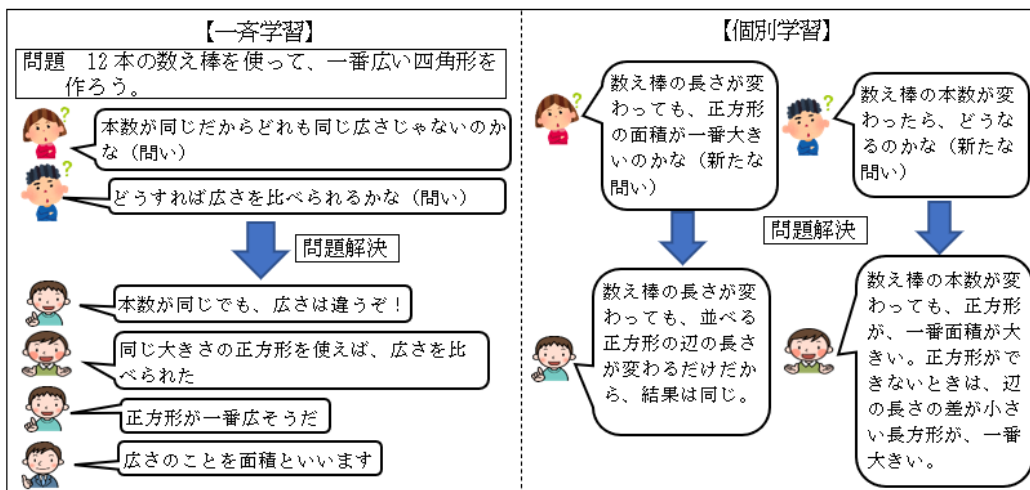 【一斉学習】
問題　12本の数え棒を使って、一番広い四角形を
作ろう。
本数が同じだからどれも同じ広さじゃないのか
な（問い）
どうすれば広さを比べられるかな（問い）
問題解決
本数が同じでも、広さは違うぞ！
同じ大きさの正方形を使えば、広さを比
べられた
正方形が一番広そうだ
広さのことを面積といいます
【個別学習】
数え棒の長さが変
わっても、正方形
の面積が一番大き
いのかな（新たな
問い）
数え棒の本数が変
わったら、どうな
るのかな（新たな
問い）
問題解決
数え棒の長さが変
わっても、並べる
正方形の辺の長さ
が変わるだけだか
ら、結果は同じ。
数え棒の本数が変
わっても、正方形
が、一番面積が大
きい。正方形がで
きないときは、辺
の長さの差が小さ
い長方形が、一番
大きい。